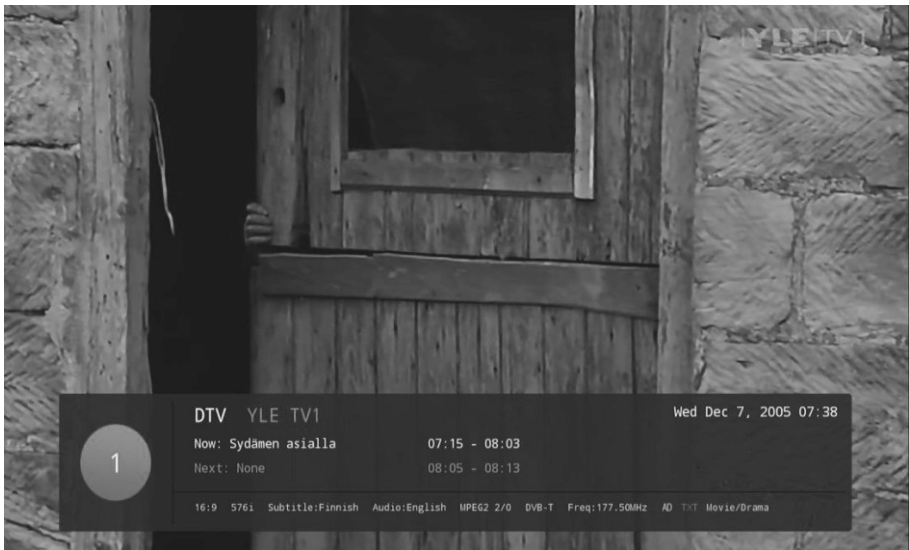 YLE TV1
DTV YLE TV1 Wed Dec 7, 2005 07:38
Now: Sydämen asialla 07:15 - 08:03
1
Next: None 08:05 - 08:13
16:9 576i Subtitle:Finnish Audio:English MPEG2 2/0 DVB-T Freq:177.50MHz AD TXT Movie/Drama